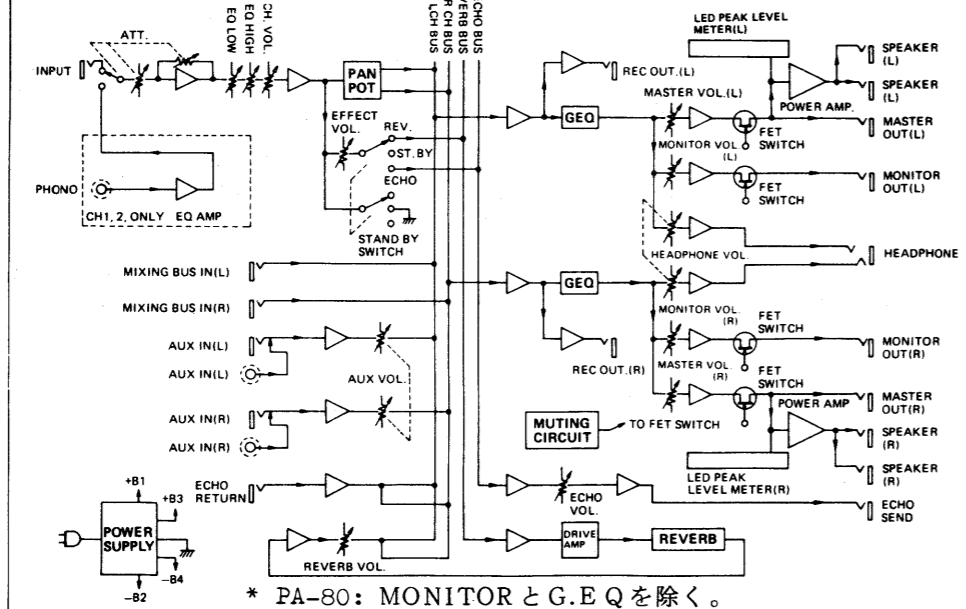 CH. VOL.
EQ HIGH
EQ LOW
LCH BUS
R CH BUS
ECHO BUS
ATT.
INPUT
PAN
POT
EFFECT
VOL.
REV.
ST.BY
ECHO
STAND BY
SWITCH
PHONO
CH1, 2, ONLY EQ AMP
MIXING BUS IN(L)
MIXING BUS IN(R)
AUX IN(L)
AUX IN(L)
AUX VOL.
AUX IN(R)
AUX IN(R)
ECHO
RETURN
+B1
+B3
POWER
SUPPLY
-B4
-B2
REVERB VOL.
LED PEAK LEVEL
METER(L)
SPEAKER
(L)
SPEAKER
(L)
POWER AMP.
REC OUT.(L)
MASTER VOL.(L)
GEQ
MASTER
OUT(L)
FET
SWITCH
MONITOR VOL.
(L)
MONITOR
OUT(L)
FET
SWITCH
HEADPHONE VOL.
HEADPHONE
GEQ
MONITOR VOL.
(R)
REC OUT.(R)
FET
SWITCH
MONITOR
OUT(R)
MASTER VOL.
(R)
FET
SWITCH
POWER AMP
MASTER
OUT(R)
MUTING
CIRCUIT
TO FET SWITCH
SPEAKER
(R)
SPEAKER
(R)
LED PEAK
LEVEL METER(R)
ECHO
VOL.
ECHO
SEND
DRIVE
AMP
REVERB
* PA-80: MONITORとG.E Qを除く。